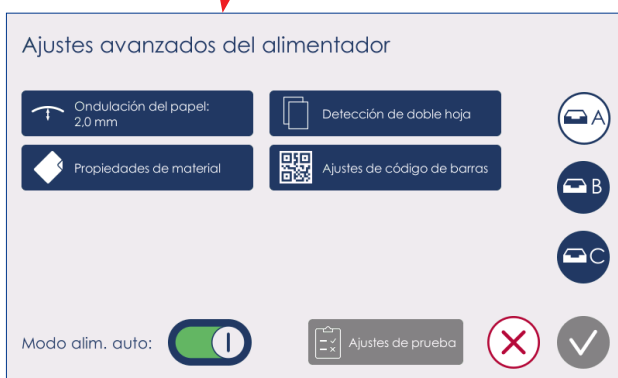 Ajustes avanzados del alimentador
Ondulación del papel:
2,0 mm
Detección de doble hoja
A
Propiedades de material
Ajustes de código de barras
B
C
Modo alim. auto:
Ajustes de prueba